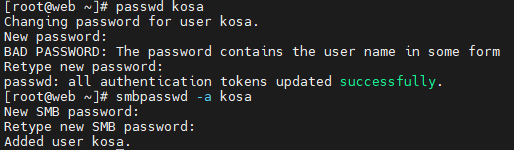 [root@web ~]# passwd kosa
Changing password for user kosa.
New password:
BAD PASSWORD: The password contains the user name in some form
Retype new password:
passwd: all authentication tokens updated successfully.
[root@web ~]# smbpasswd -a kosa
New SMB password:
Retype new SMB password:
Added user kosa.